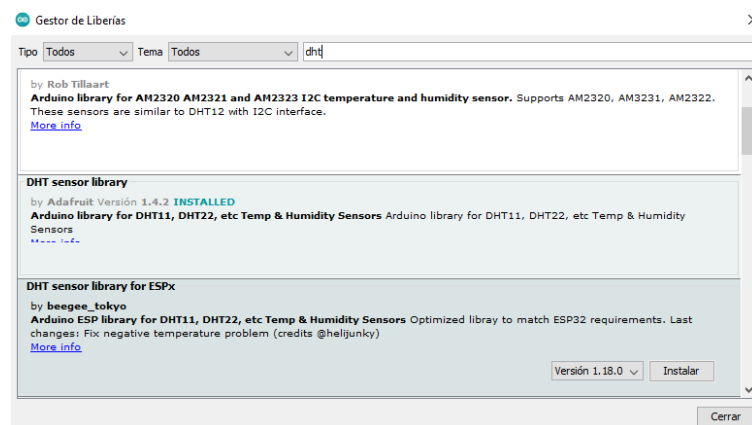 Gestor de Liberías
Tipo Todos Tema Todos dht
by Rob Tillaart
Arduino library for AM2320 AM2321 and AM2323 I2C temperature and humidity sensor. Supports AM2320, AM3231, AM2322.
These sensors are similar to DHT12 with I2C interface.
More info
DHT sensor library
by Adafruit Versión 1.4.2 INSTALLED
Arduino library for DHT11, DHT22, etc Temp & Humidity Sensors Arduino library for DHT11, DHT22, etc Temp & Humidity
Sensors
More info
DHT sensor library for ESPx
by beegee_tokyo
Arduino ESP library for DHT11, DHT22, etc Temp & Humidity Sensors Optimized libray to match ESP32 requirements. Last
changes: Fix negative temperature problem (credits @helijunky)
More info
Versión 1.18.0 Instalar
Cerrar